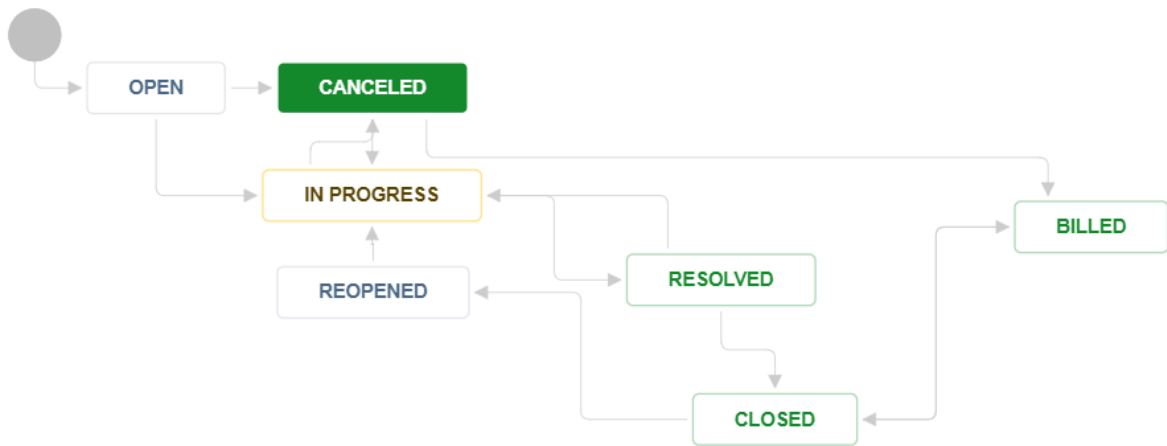 OPEN
CANCELED
IN PROGRESS
BILLED
REOPENED
RESOLVED
CLOSED